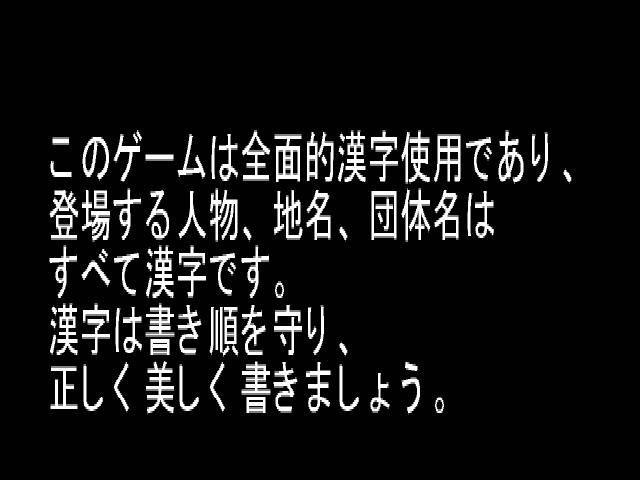 このゲームは全面的漢字使用であり、
登場する人物、地名、団体名は
すべて漢字です。
漢字は書き順を守り、
正しく美しく書きましょう。